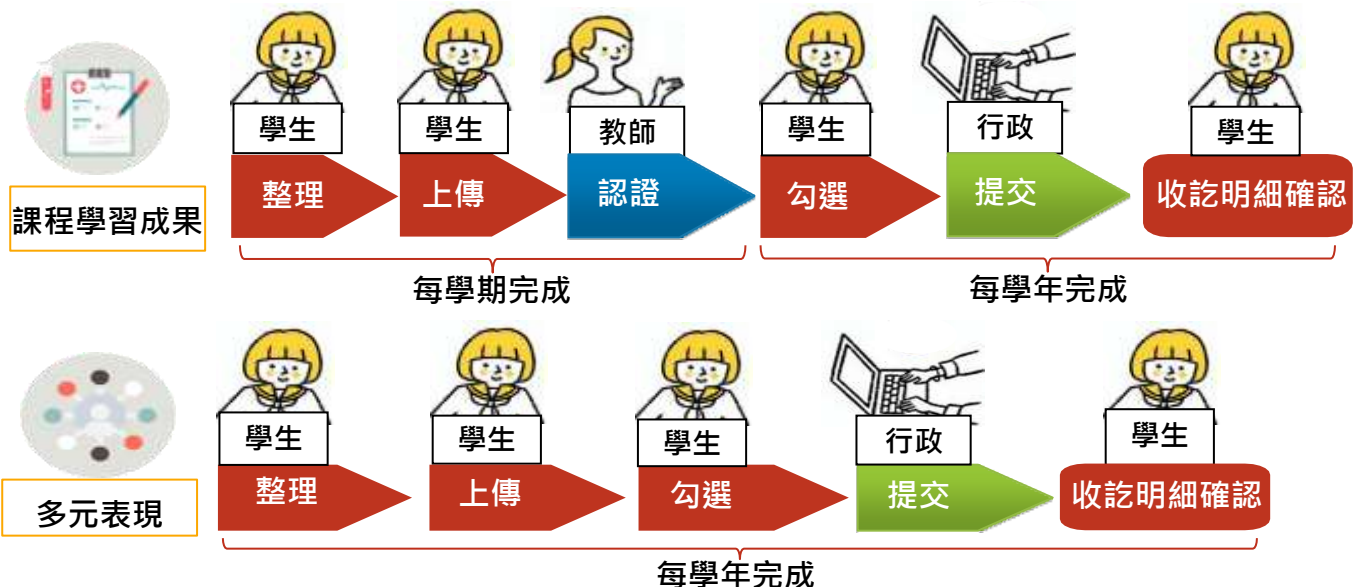 學生
學生
教師
學生
行政
學生
課程學習成果
整理
上傳
認證
勾選
提交
收訖明細確認
每學期完成
每學年完成
學生
學生
學生
行政
學生
多元表現
整理
上傳
勾選
提交
收訖明細確認
每學年完成